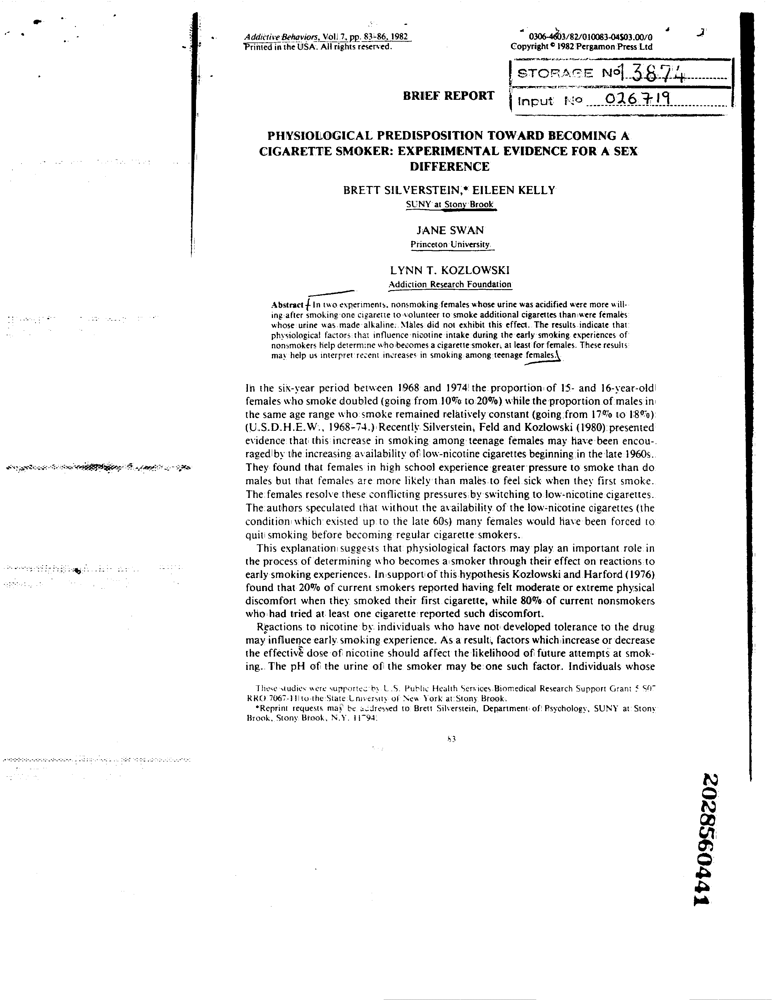 Addictive Behaviors, Vol. 7, pp. 83-86, 1982
Printed in the USA. All rights reserved.
0306-4603/82/010083-04$03.00/0
Copyright © 1982 Pergamon Press Ltd
STORAGE No 13874
Input No 026719
BRIEF REPORT
PHYSIOLOGICAL PREDISPOSITION TOWARD BECOMING A
CIGARETTE SMOKER: EXPERIMENTAL EVIDENCE FOR A SEX
DIFFERENCE
BRETT SILVERSTEIN,* EILEEN KELLY
SUNY at Stony Brook
JANE SWAN
Princeton University
LYNN T. KOZLOWSKI
Addiction Research Foundation
Abstract—In two experiments, nonsmoking females whose urine was acidified were more will-
ing after smoking one cigarette to volunteer to smoke additional cigarettes than were females
whose urine was made alkaline. Males did not exhibit this effect. The results indicate that
physiological factors that influence nicotine intake during the early smoking experiences of
nonsmokers help determine who becomes a cigarette smoker, at least for females. These results
may help us interpret recent increases in smoking among teenage females.
In the six-year period between 1968 and 1974 the proportion of 15- and 16-year-old
females who smoke doubled (going from 10% to 20%) while the proportion of males in
the same age range who smoke remained relatively constant (going from 17% to 18%)
(U.S.D.H.E.W., 1968-74.) Recently Silverstein, Feld and Kozlowski (1980) presented
evidence that this increase in smoking among teenage females may have been encou-
raged by the increasing availability of low-nicotine cigarettes beginning in the late 1960s.
They found that females in high school experience greater pressure to smoke than do
males but that females are more likely than males to feel sick when they first smoke.
The females resolve these conflicting pressures by switching to low-nicotine cigarettes.
The authors speculated that without the availability of the low-nicotine cigarettes (the
condition which existed up to the late 60s) many females would have been forced to
quit smoking before becoming regular cigarette smokers.
This explanation suggests that physiological factors may play an important role in
the process of determining who becomes a smoker through their effect on reactions to
early smoking experiences. In support of this hypothesis Kozlowski and Harford (1976)
found that 20% of current smokers reported having felt moderate or extreme physical
discomfort when they smoked their first cigarette, while 80% of current nonsmokers
who had tried at least one cigarette reported such discomfort.
Reactions to nicotine by individuals who have not developed tolerance to the drug
may influence early smoking experience. As a result, factors which increase or decrease
the effective dose of nicotine should affect the likelihood of future attempts at smok-
ing. The pH of the urine of the smoker may be one such factor. Individuals whose
These studies were supported by U.S. Public Health Services Biomedical Research Support Grant 5 S07
RRO 7067-11 to the State University of New York at Stony Brook.
*Reprint requests may be addressed to Brett Silverstein, Department of Psychology, SUNY at Stony
Brook, Stony Brook, N.Y. 11794.
83
2028560441